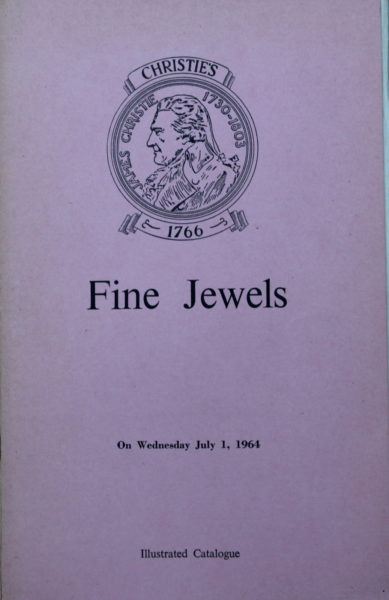 CHRISTIE'S
JAMES CHRISTIE 1730-1803
1766
Fine Jewels
On Wednesday July 1, 1964
Illustrated Catalogue